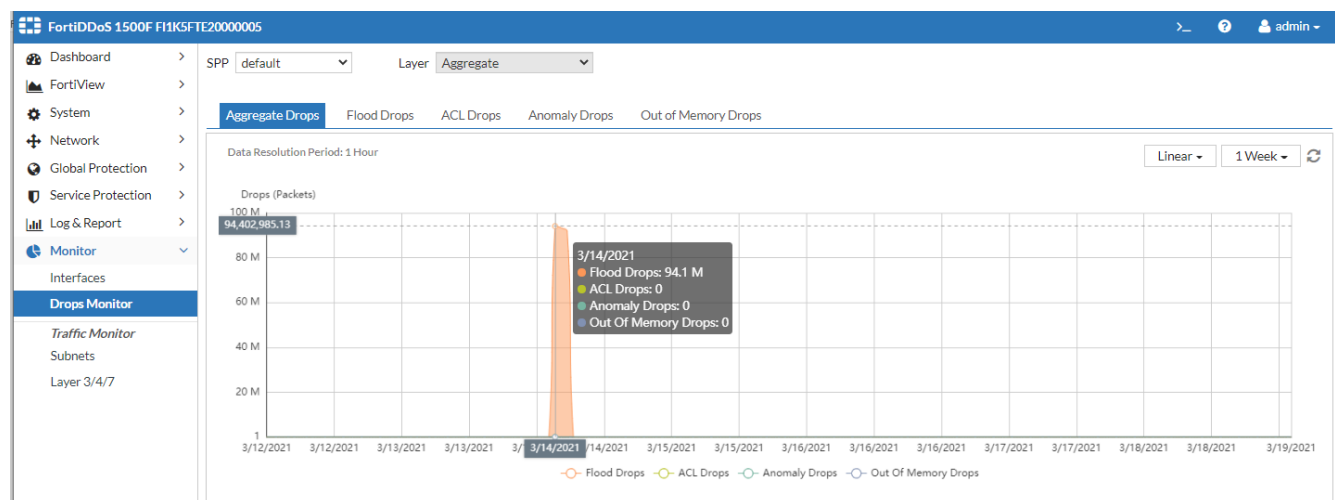 FortiDDoS 1500F FI1K5FTE20000005
>_
?
admin
Dashboard
FortiView
System
Network
Global Protection
Service Protection
Log & Report
Monitor
Interfaces
Drops Monitor
Traffic Monitor
Subnets
Layer 3/4/7
SPP default Layer Aggregate
Aggregate Drops Flood Drops ACL Drops Anomaly Drops Out of Memory Drops
Data Resolution Period: 1 Hour
Linear 1 Week
Drops (Packets)
100 M
94,402,985.13
80 M
60 M
40 M
20 M
1
3/14/2021
Flood Drops: 94.1 M
ACL Drops: 0
Anomaly Drops: 0
Out Of Memory Drops: 0
3/12/2021 3/12/2021 3/13/2021 3/13/2021 3/ 3/14/2021 /14/2021 3/15/2021 3/15/2021 3/16/2021 3/16/2021 3/16/2021 3/17/2021 3/17/2021 3/18/2021 3/18/2021 3/19/2021
Flood Drops ACL Drops Anomaly Drops Out Of Memory Drops